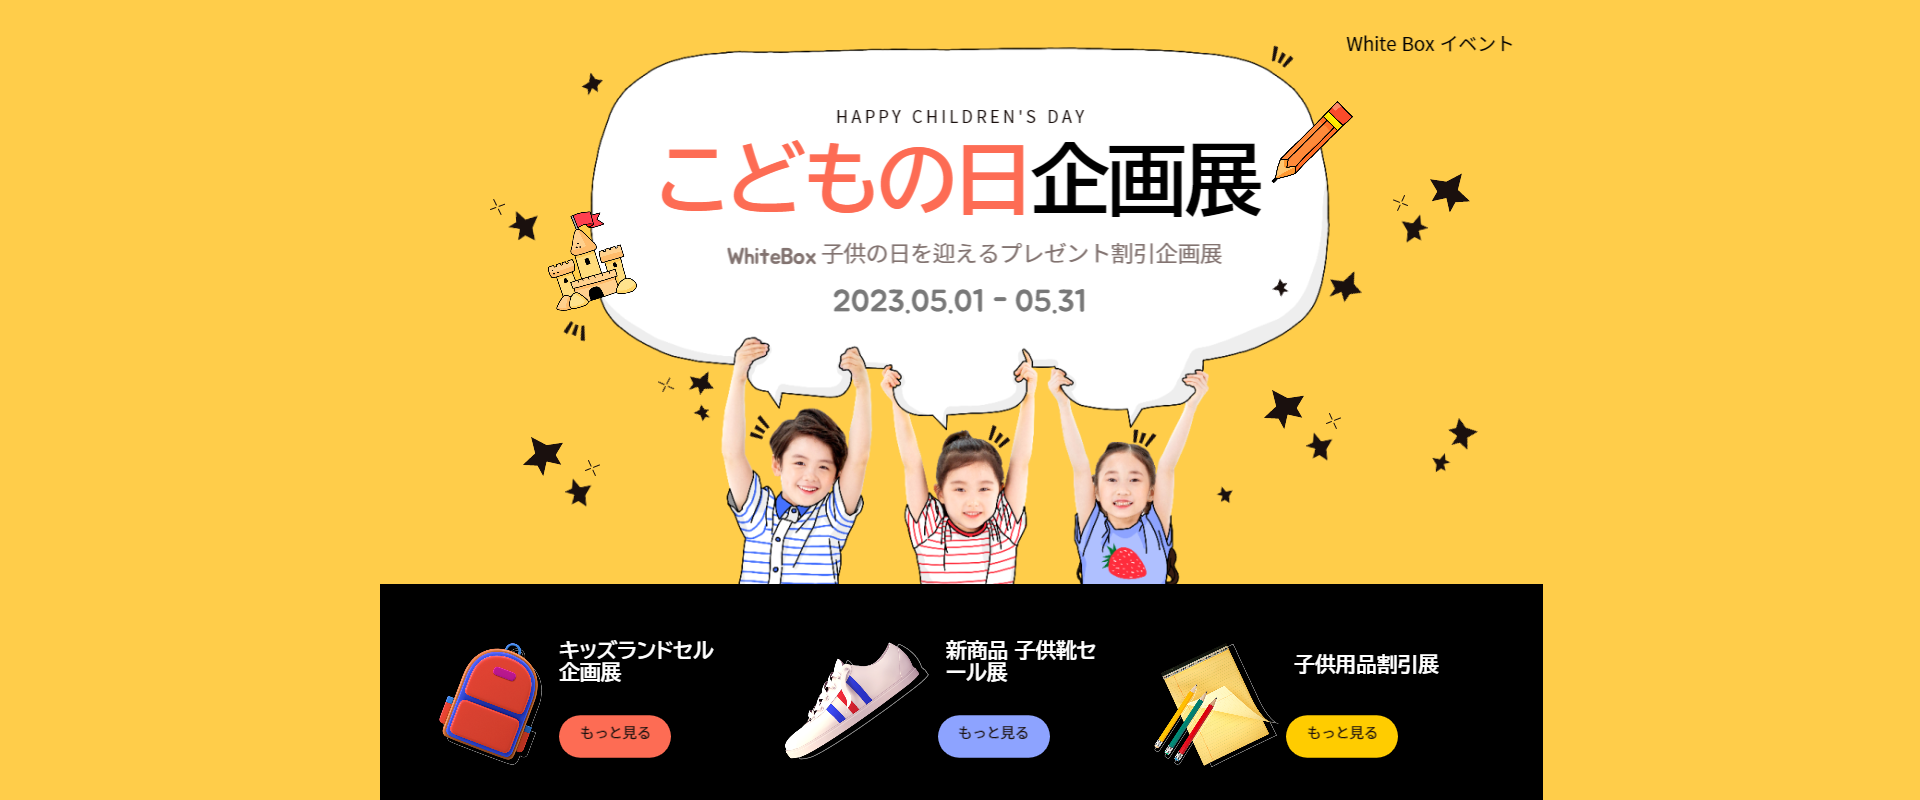 White Box イベント
HAPPY CHILDREN'S DAY
こどもの日企画展
WhiteBox 子供の日を迎えるプレゼント割引企画展
2023.05.01 - 05.31
キッズランドセル
企画展
もっと見る
新商品 子供靴セ
ール展
もっと見る
子供用品割引展
もっと見る